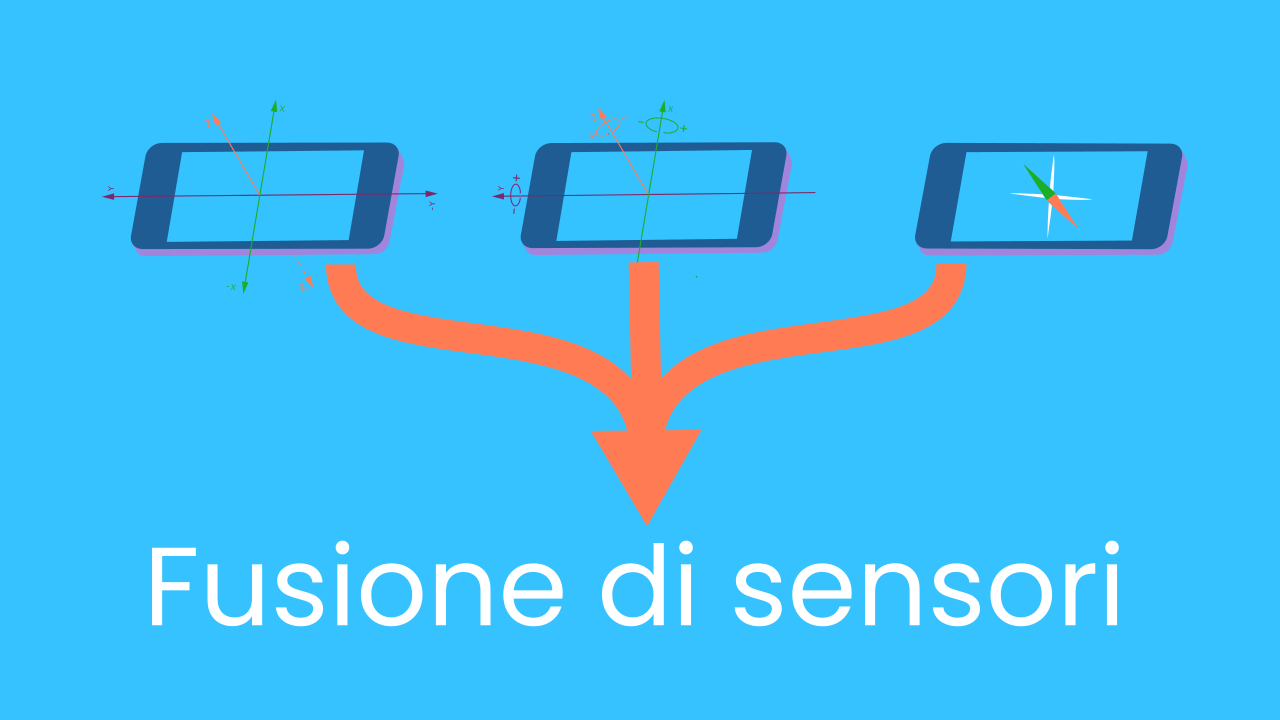 Z X X
Y + Y - +
-Y -
-X -Z
Fusione di sensori